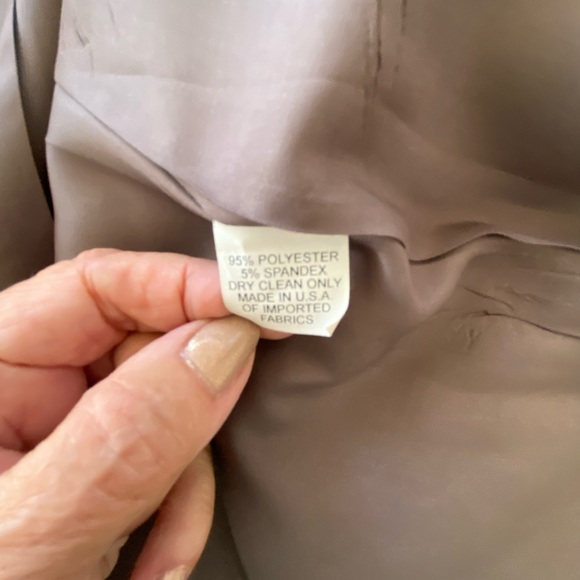 95% POLYESTER
5% SPANDEX
DRY CLEAN ONLY
MADE IN U.S.A.
OF IMPORTED
FABRICS